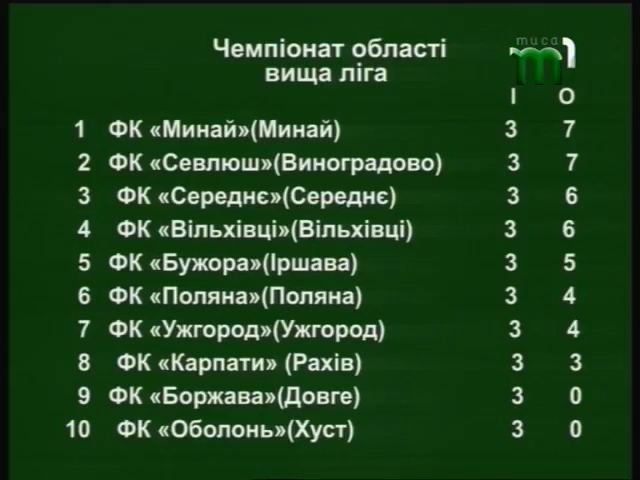 тиса
Чемпіонат області
вища ліга
І О
1 ФК «Минай»(Минай) 3 7
2 ФК «Севлюш»(Виноградово) 3 7
3 ФК «Середнє»(Середнє) 3 6
4 ФК «Вільхівці»(Вільхівці) 3 6
5 ФК «Бужора»(Іршава) 3 5
6 ФК «Поляна»(Поляна) 3 4
7 ФК «Ужгород»(Ужгород) 3 4
8 ФК «Карпати» (Рахів) 3 3
9 ФК «Боржава»(Довге) 3 0
10 ФК «Оболонь»(Хуст) 3 0